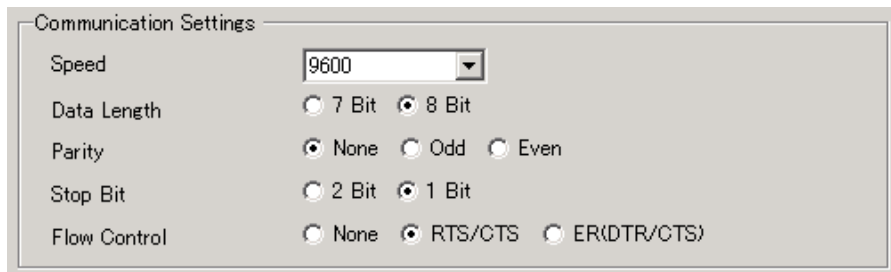 Communication Settings
Speed 9600
Data Length 7 Bit 8 Bit
Parity None Odd Even
Stop Bit 2 Bit 1 Bit
Flow Control None RTS/CTS ER(DTR/CTS)